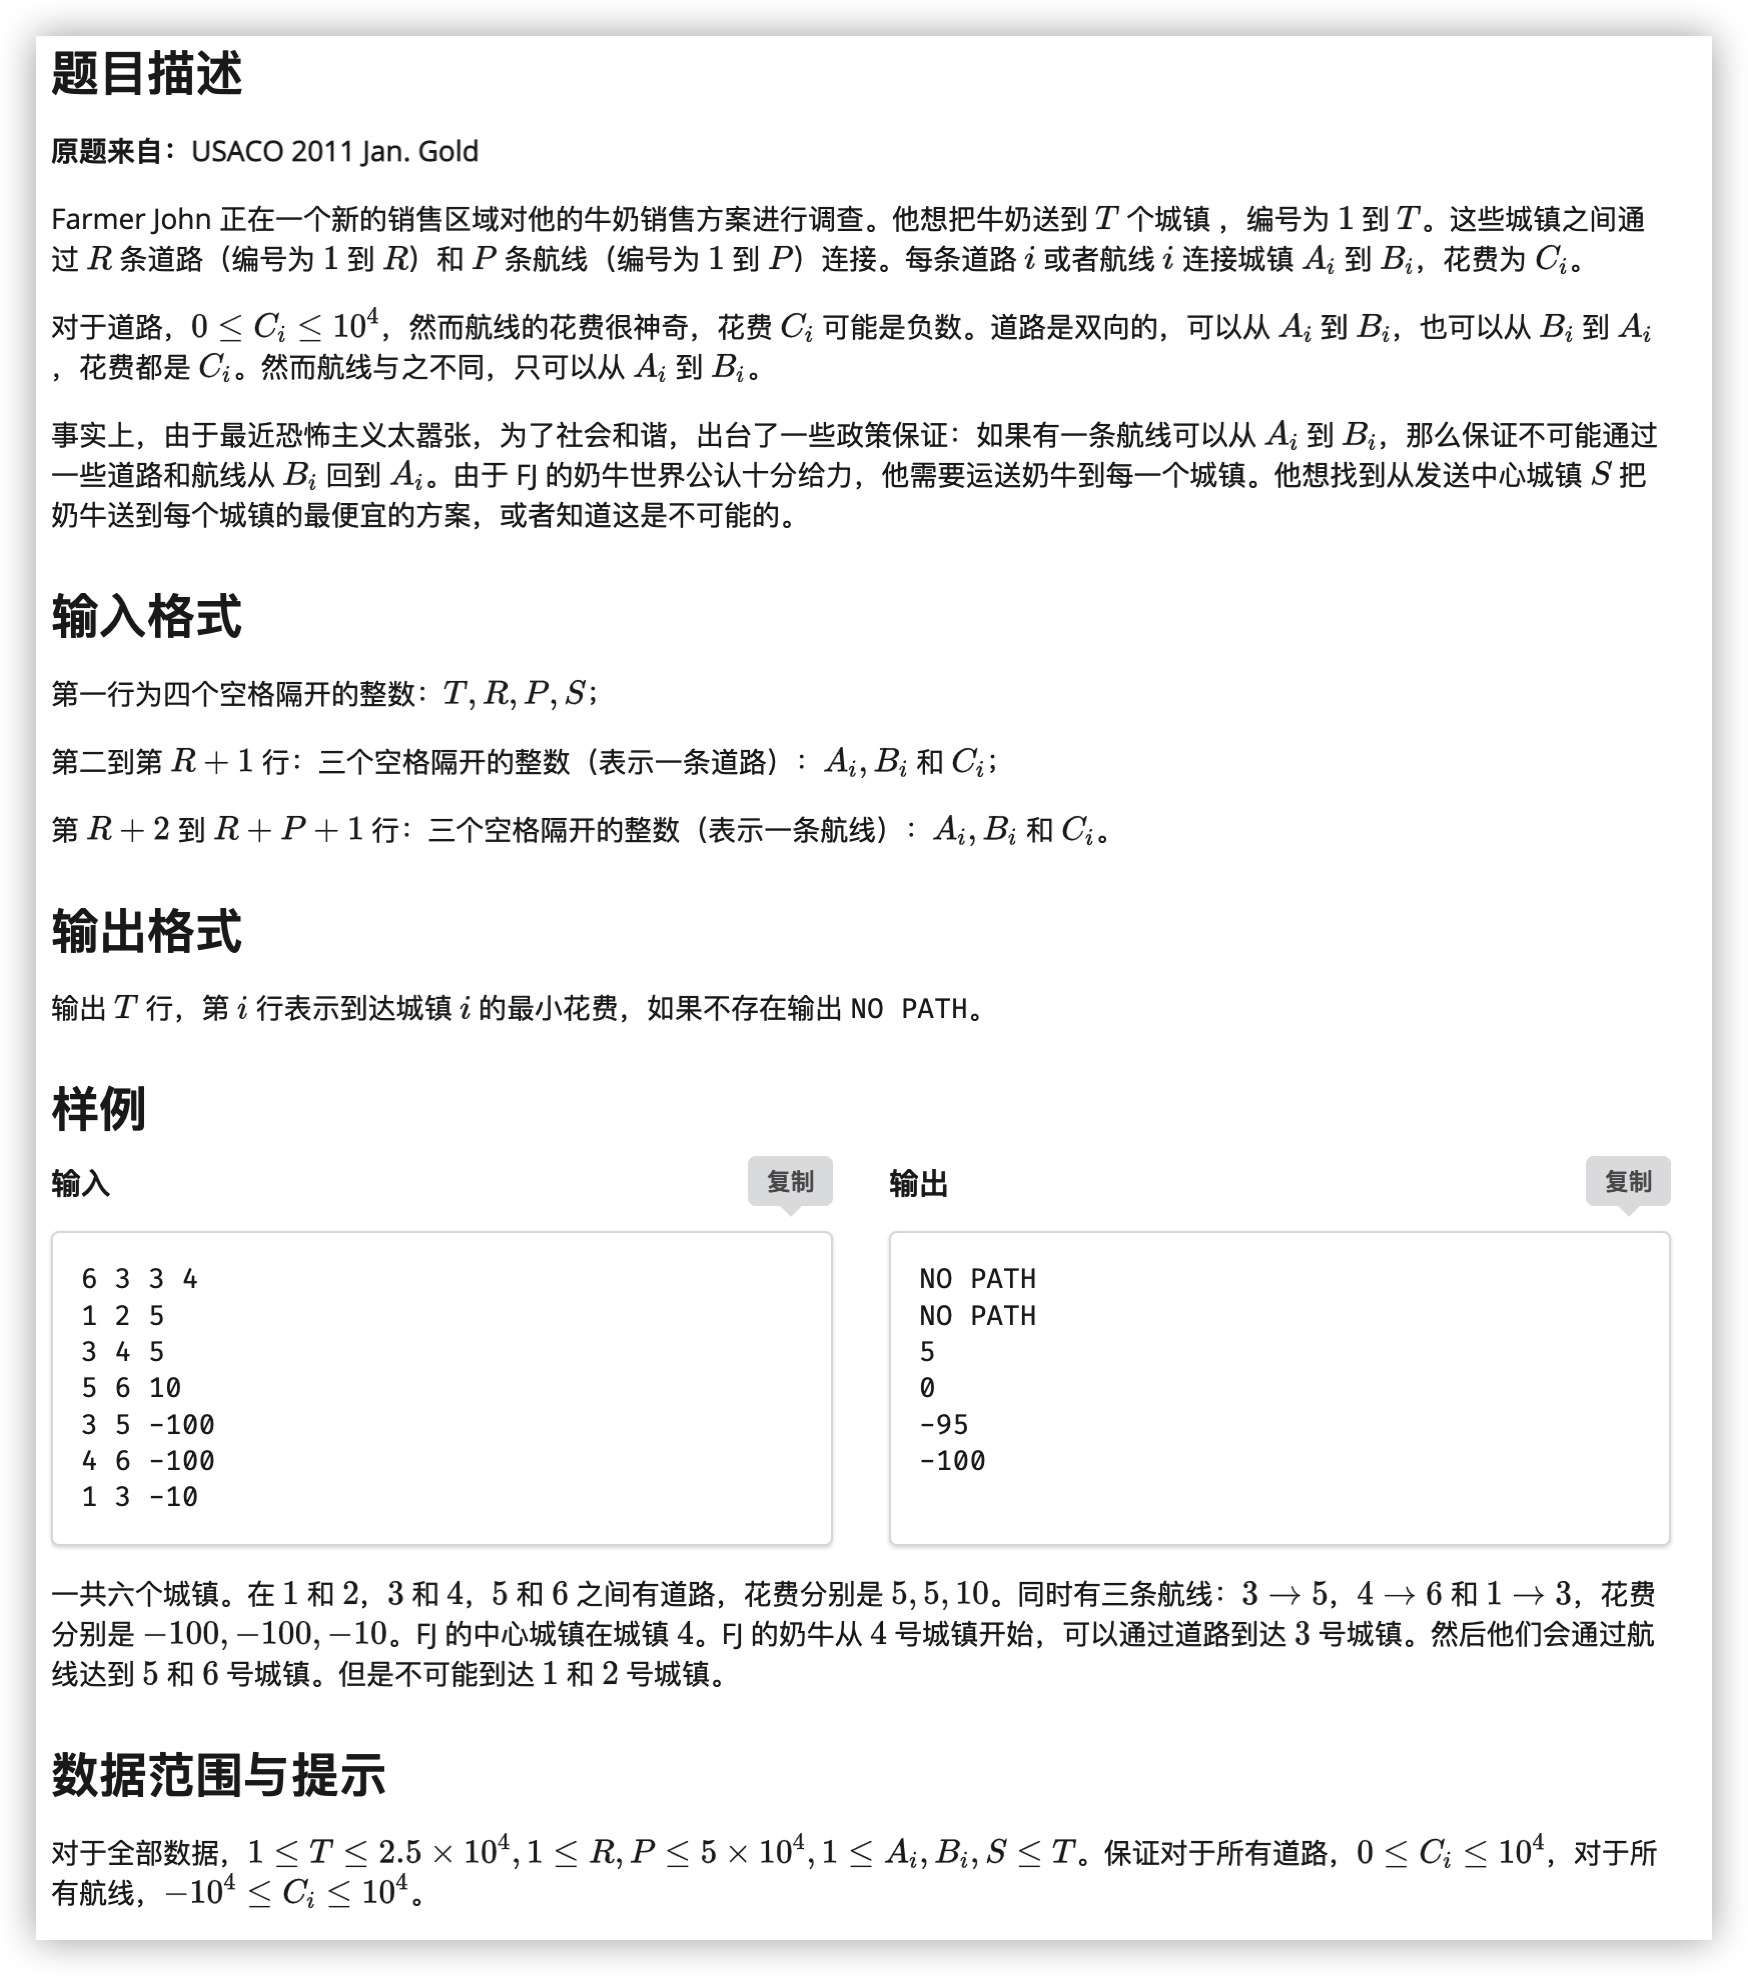 题目描述
原题来自：USACO 2011 Jan. Gold
Farmer John 正在一个新的销售区域对他的牛奶销售方案进行调查。他想把牛奶送到 T 个城镇 ，编号为 1 到 T。这些城镇之间通
过 R 条道路（编号为 1 到 R）和 P 条航线（编号为 1 到 P）连接。每条道路 i 或者航线 i 连接城镇 A_i 到 B_i，花费为 C_i。
对于道路，0 ≤ C_i ≤ 10^4，然而航线的花费很神奇，花费 C_i 可能是负数。道路是双向的，可以从 A_i 到 B_i，也可以从 B_i 到 A_i
，花费都是 C_i。然而航线与之不同，只可以从 A_i 到 B_i。
事实上，由于最近恐怖主义太嚣张，为了社会和谐，出台了一些政策保证：如果有一条航线可以从 A_i 到 B_i，那么保证不可能通过
一些道路和航线从 B_i 回到 A_i。由于 FJ 的奶牛世界公认十分给力，他需要运送奶牛到每一个城镇。他想找到从发送中心城镇 S 把
奶牛送到每个城镇的最便宜的方案，或者知道这是不可能的。
输入格式
第一行为四个空格隔开的整数：T, R, P, S；
第二到第 R + 1 行：三个空格隔开的整数（表示一条道路）：A_i, B_i 和 C_i；
第 R + 2 到 R + P + 1 行：三个空格隔开的整数（表示一条航线）：A_i, B_i 和 C_i。
输出格式
输出 T 行，第 i 行表示到达城镇 i 的最小花费，如果不存在输出 NO PATH。
样例
输入
复制
6 3 3 4
1 2 5
3 4 5
5 6 10
3 5 -100
4 6 -100
1 3 -10
输出
复制
NO PATH
NO PATH
5
0
-95
-100
一共六个城镇。在 1 和 2，3 和 4，5 和 6 之间有道路，花费分别是 5, 5, 10。同时有三条航线：3 → 5，4 → 6 和 1 → 3，花费
分别是 −100, −100, −10。FJ 的中心城镇在城镇 4。FJ 的奶牛从 4 号城镇开始，可以通过道路到达 3 号城镇。然后他们会通过航
线达到 5 和 6 号城镇。但是不可能到达 1 和 2 号城镇。
数据范围与提示
对于全部数据，1 ≤ T ≤ 2.5 × 10^4, 1 ≤ R, P ≤ 5 × 10^4, 1 ≤ A_i, B_i, S ≤ T。保证对于所有道路，0 ≤ C_i ≤ 10^4，对于所
有航线，−10^4 ≤ C_i ≤ 10^4。